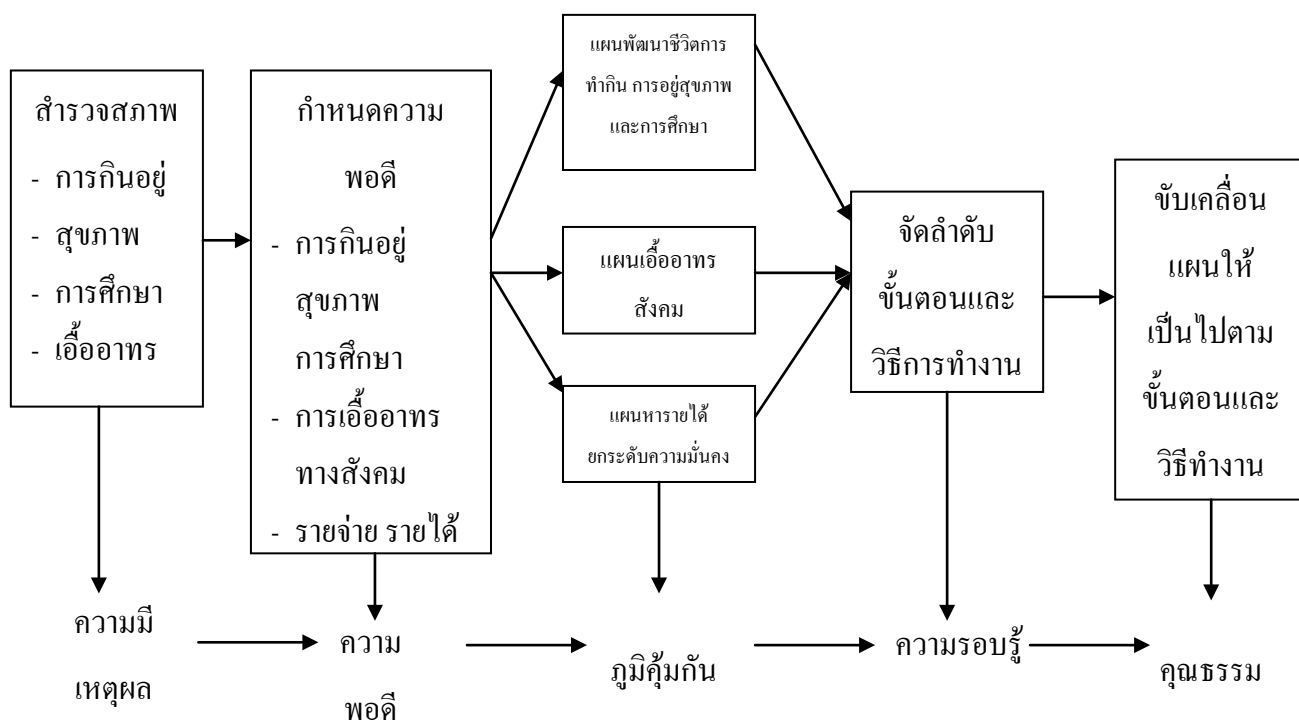 สำรวจสภาพ
- การกินอยู่
- สุขภาพ
- การศึกษา
- เอื้ออาทร
กำหนดความ
พอดี
- การกินอยู่
สุขภาพ
การศึกษา
- การเอื้ออาทร
ทางสังคม
- รายจ่าย รายได้
แผนพัฒนาชีวิตการ
ทำกิน การอยู่สุขภาพ
และการศึกษา
แผนเอื้ออาทร
สังคม
แผนหารายได้
ยกระดับความมั่นคง
จัดลำดับ
ขั้นตอนและ
วิธีการทำงาน
ขับเคลื่อน
แผนให้
เป็นไปตาม
ขั้นตอนและ
วิธีทำงาน
ความมี
เหตุผล
ความ
พอดี
ภูมิคุ้มกัน
ความรอบรู้
คุณธรรม